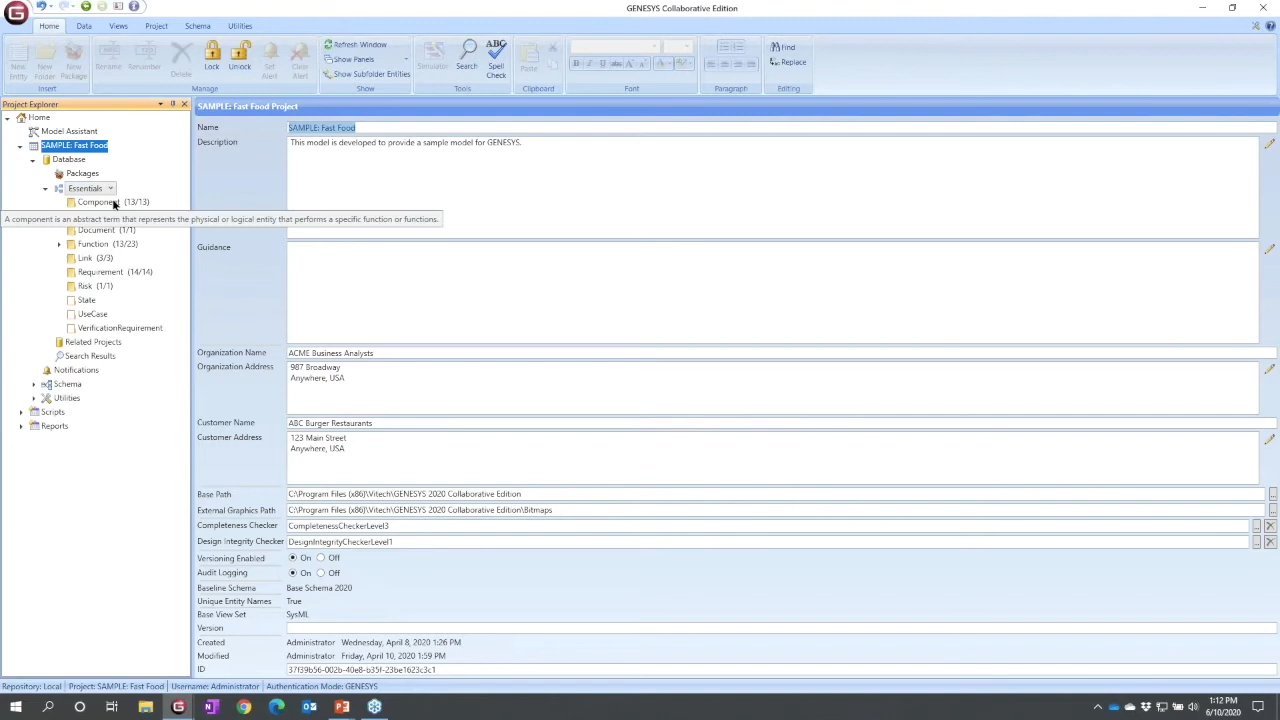 GENESYS Collaborative Edition
Home Data Views Project Schema Utilities
New Entity New Folder New Package Rename Renumber Delete Lock Unlock Set Alert Clear Alert Refresh Window Show Panels Show Subfolder Entities Simulator Search ABC Spell Check Paste Find Replace
Insert Manage Show Tools Clipboard Font Paragraph Editing
Project Explorer
Home
Model Assistant
SAMPLE: Fast Food
Database
Packages
Essentials
Component (13/13)
A component is an abstract term that represents the physical or logical entity that performs a specific function or functions.
Document (1/1)
Function (13/23)
Link (3/3)
Requirement (14/14)
Risk (1/1)
State
UseCase
VerificationRequirement
Related Projects
Search Results
Notifications
Schema
Utilities
Scripts
Reports
SAMPLE: Fast Food Project
Name SAMPLE: Fast Food
Description This model is developed to provide a sample model for GENESYS.
Guidance
Organization Name ACME Business Analysts
Organization Address 987 Broadway
Anywhere, USA
Customer Name ABC Burger Restaurants
Customer Address 123 Main Street
Anywhere, USA
Base Path C:\Program Files (x86)\Vitech\GENESYS 2020 Collaborative Edition
External Graphics Path C:\Program Files (x86)\Vitech\GENESYS 2020 Collaborative Edition\Bitmaps
Completeness Checker CompletenessCheckerLevel3
Design Integrity Checker DesignIntegrityCheckerLevel1
Versioning Enabled On Off
Audit Logging On Off
Baseline Schema Base Schema 2020
Unique Entity Names True
Base View Set SysML
Version
Created Administrator Wednesday, April 8, 2020 1:26 PM
Modified Administrator Friday, April 10, 2020 1:59 PM
ID 37f39b56-002b-40e8-b35f-23be1623c3c1
Repository: Local Project: SAMPLE: Fast Food Username: Administrator Authentication Mode: GENESYS
1:12 PM
6/10/2020